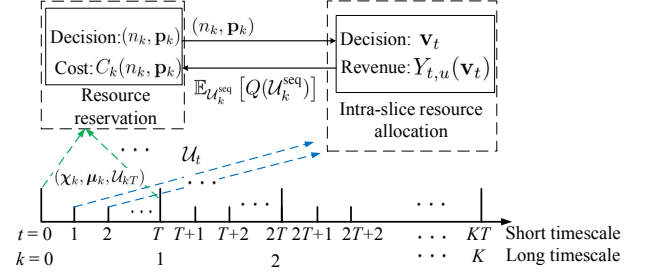 Decision:(n_k, 𝐩_k)
Cost:C_k(n_k, 𝐩_k)
Resource
reservation
(n_k, 𝐩_k)
𝔼_{𝒰_k^{seq}} [Q(𝒰_k^{seq})]
Decision: 𝐯_t
Revenue:Y_{t,u}(𝐯_t)
Intra-slice resource
allocation
. . .
𝒰_t
(𝛘_k, 𝛍_k, 𝒰_{kT})
. . .
. . . . . . . . .
t = 0 1 2 T T+1 T+2 2T 2T+1 2T+2 . . . KT Short timescale
k = 0 1 2 . . . K Long timescale